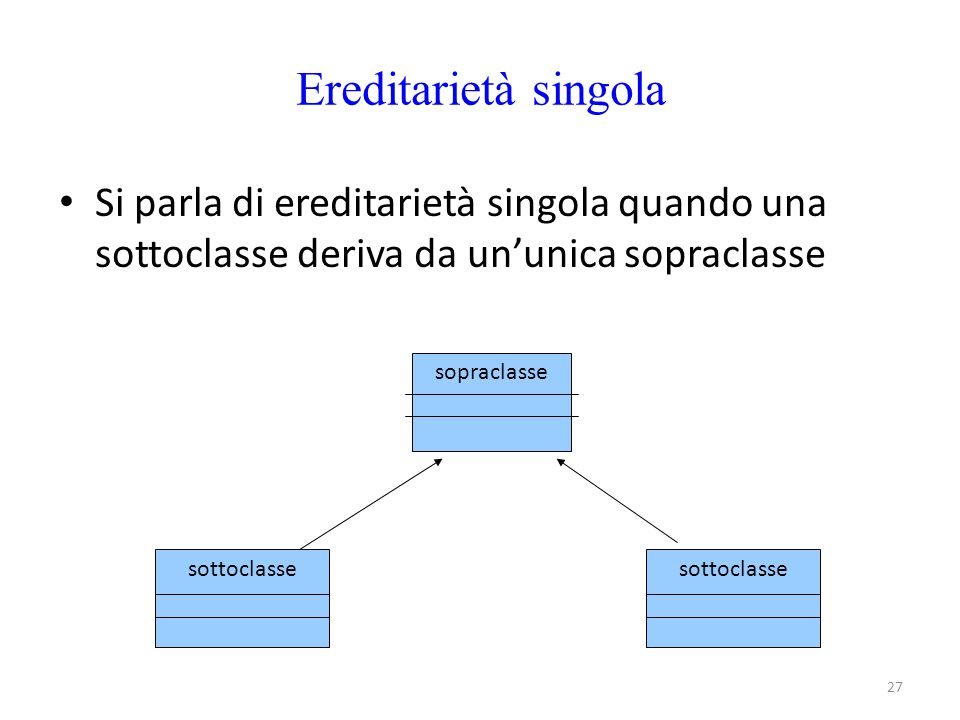 Ereditarietà singola
• Si parla di ereditarietà singola quando una
sottoclasse deriva da un’unica sopraclasse
sopraclasse
sottoclasse
sottoclasse
27